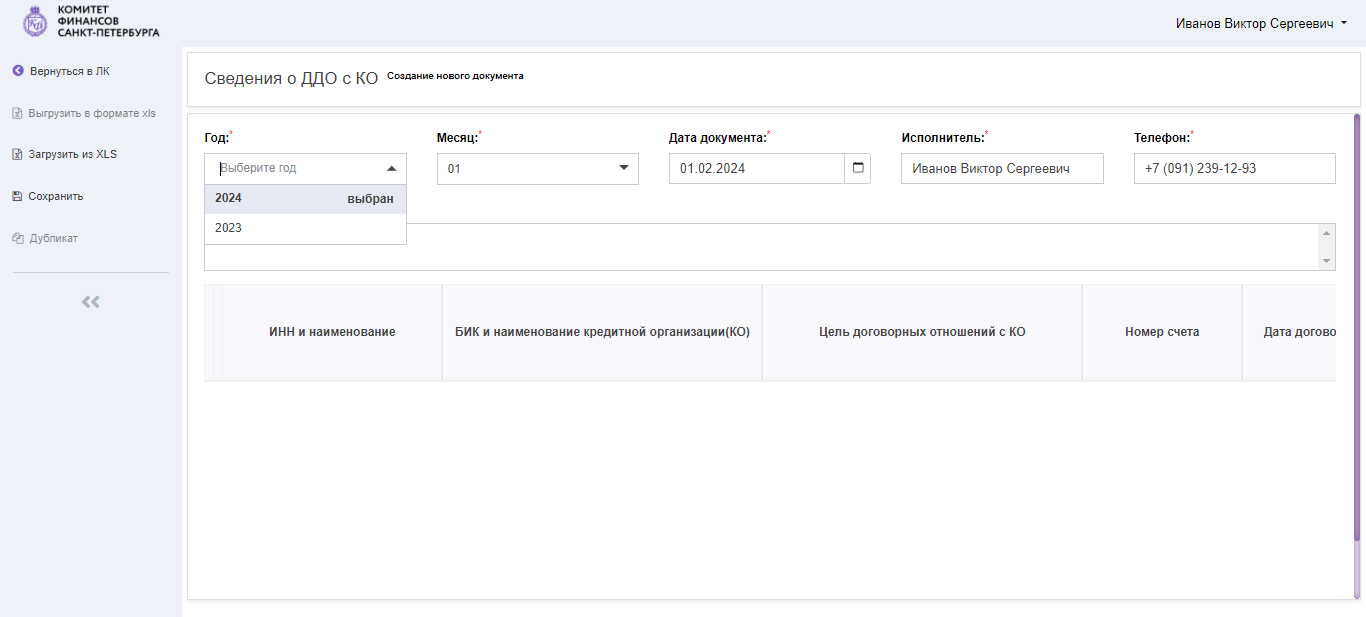 КОМИТЕТ
ФИНАНСОВ
САНКТ-ПЕТЕРБУРГА
Иванов Виктор Сергеевич
Вернуться в ЛК
Выгрузить в формате xls
Загрузить из XLS
Сохранить
Дубликат
Сведения о ДДО с КО Создание нового документа
Год:* Месяц:* Дата документа:* Исполнитель:* Телефон:*
Выберите год 01 01.02.2024 Иванов Виктор Сергеевич +7 (091) 239-12-93
2024 выбран
2023
ИНН и наименование БИК и наименование кредитной организации(КО) Цель договорных отношений с КО Номер счета Дата догово